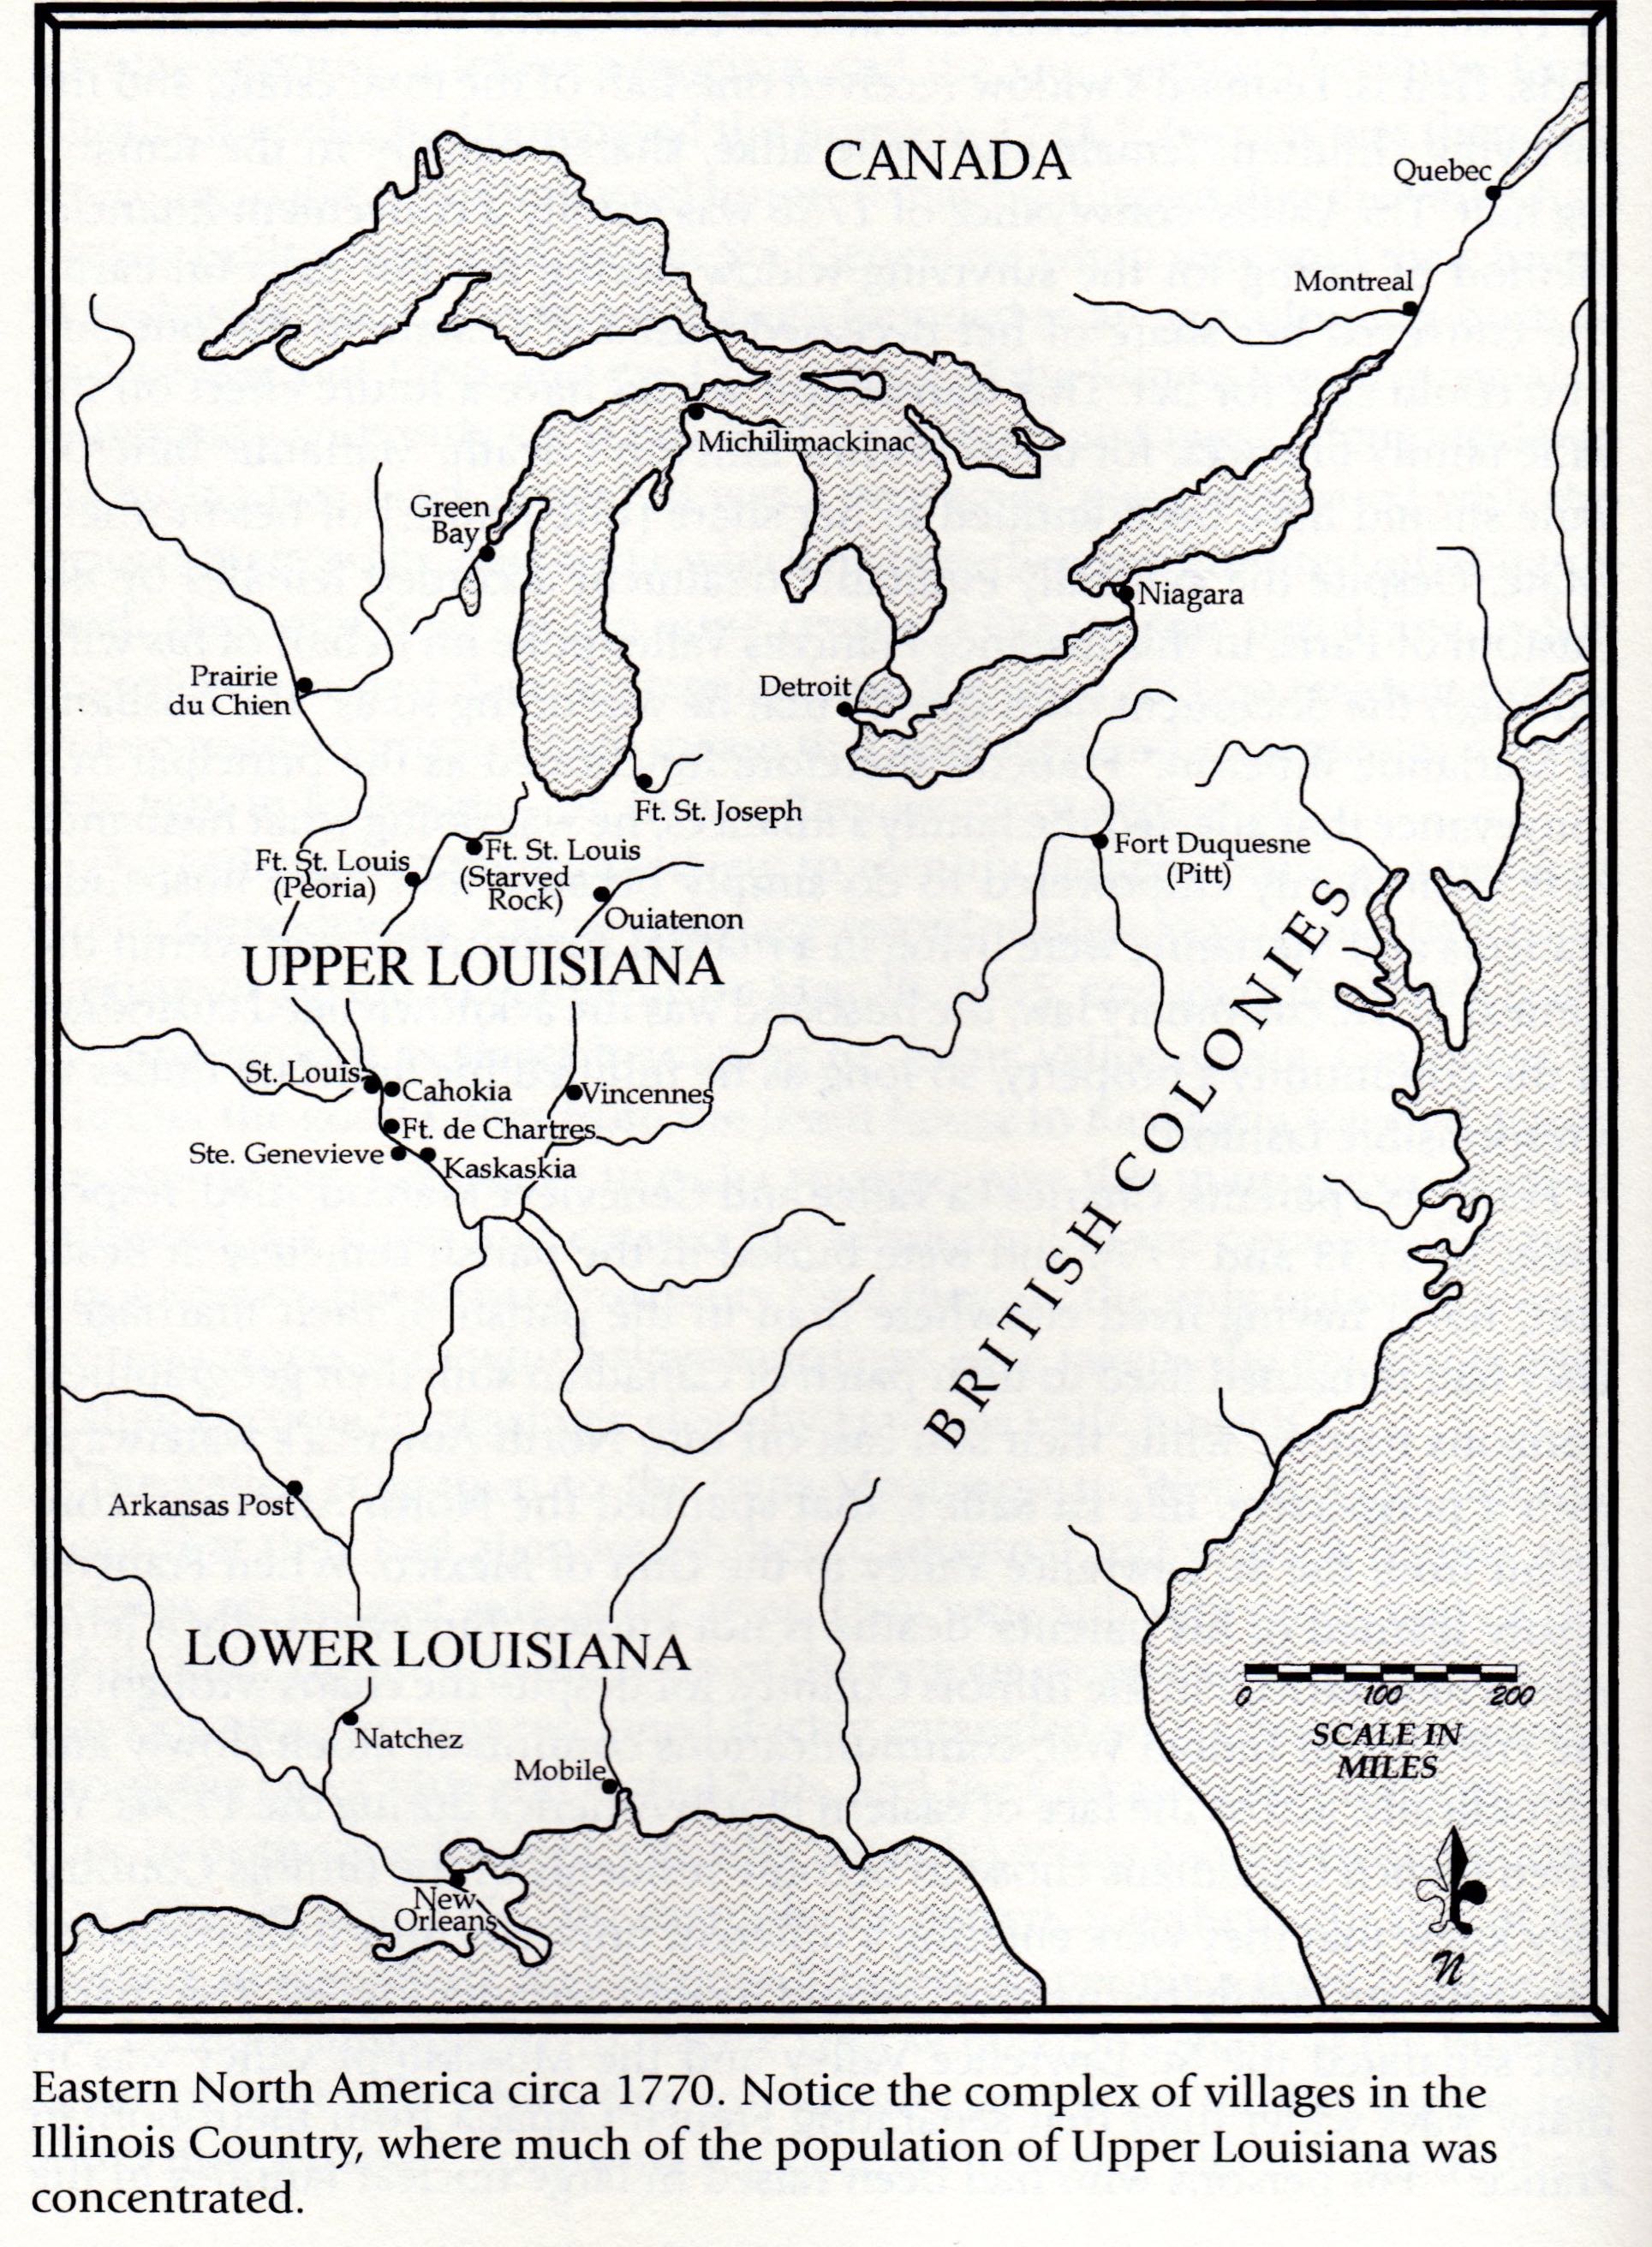 CANADA
Quebec
Montreal
Michilimackinac
Green
Bay
Niagara
Prairie
du Chien
Detroit
Ft. St. Joseph
Fort Duquesne
(Pitt)
Ft. St. Louis
(Peoria)
Ft. St. Louis
(Starved
Rock)
Ouiatenon
UPPER LOUISIANA
BRITISH COLONIES
St. Louis
Cahokia
Vincennes
Ft. de Chartres
Ste. Genevieve
Kaskaskia
Arkansas Post
LOWER LOUISIANA
Natchez
Mobile
New
Orleans
0 100 200
SCALE IN
MILES
N
Eastern North America circa 1770. Notice the complex of villages in the
Illinois Country, where much of the population of Upper Louisiana was
concentrated.